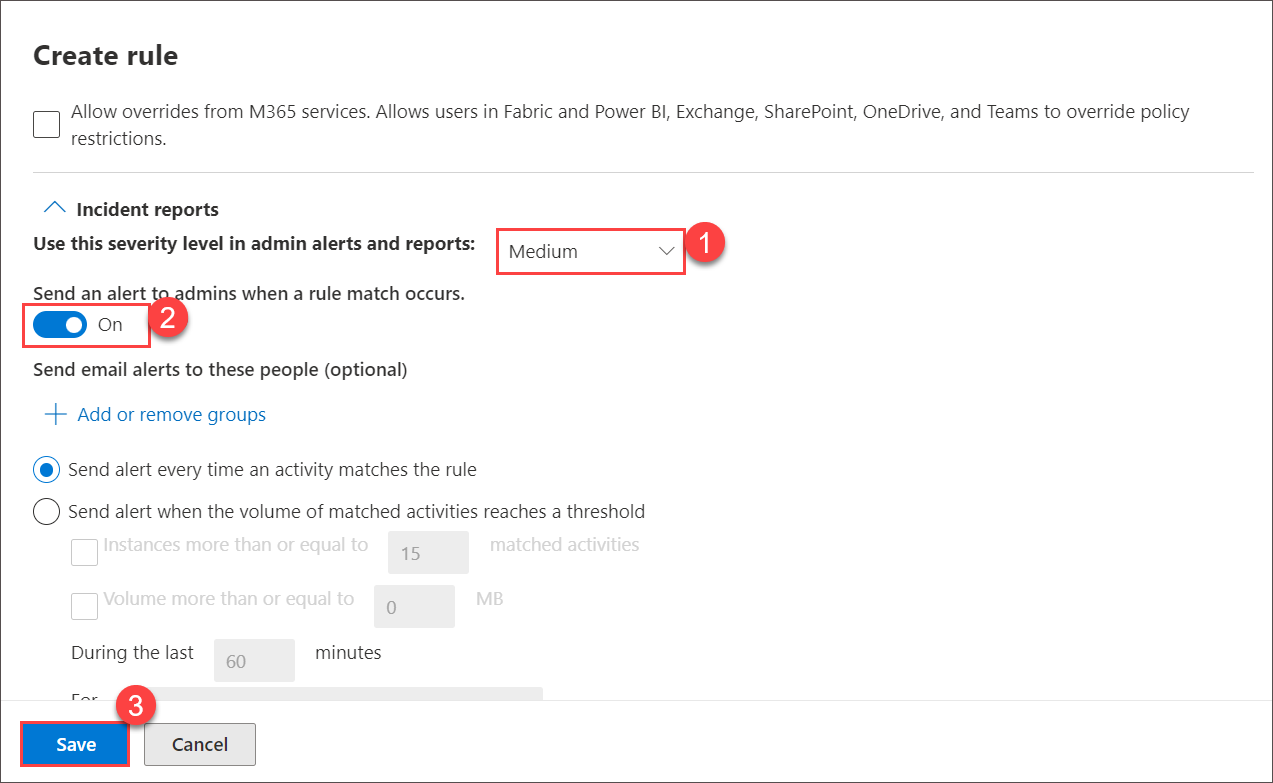 Create rule
Allow overrides from M365 services. Allows users in Fabric and Power BI, Exchange, SharePoint, OneDrive, and Teams to override policy
restrictions.
Incident reports
Use this severity level in admin alerts and reports:
Medium
1
Send an alert to admins when a rule match occurs.
On
2
Send email alerts to these people (optional)
Add or remove groups
Send alert every time an activity matches the rule
Send alert when the volume of matched activities reaches a threshold
Instances more than or equal to 15 matched activities
Volume more than or equal to 0 MB
During the last 60 minutes
For
3
Save Cancel